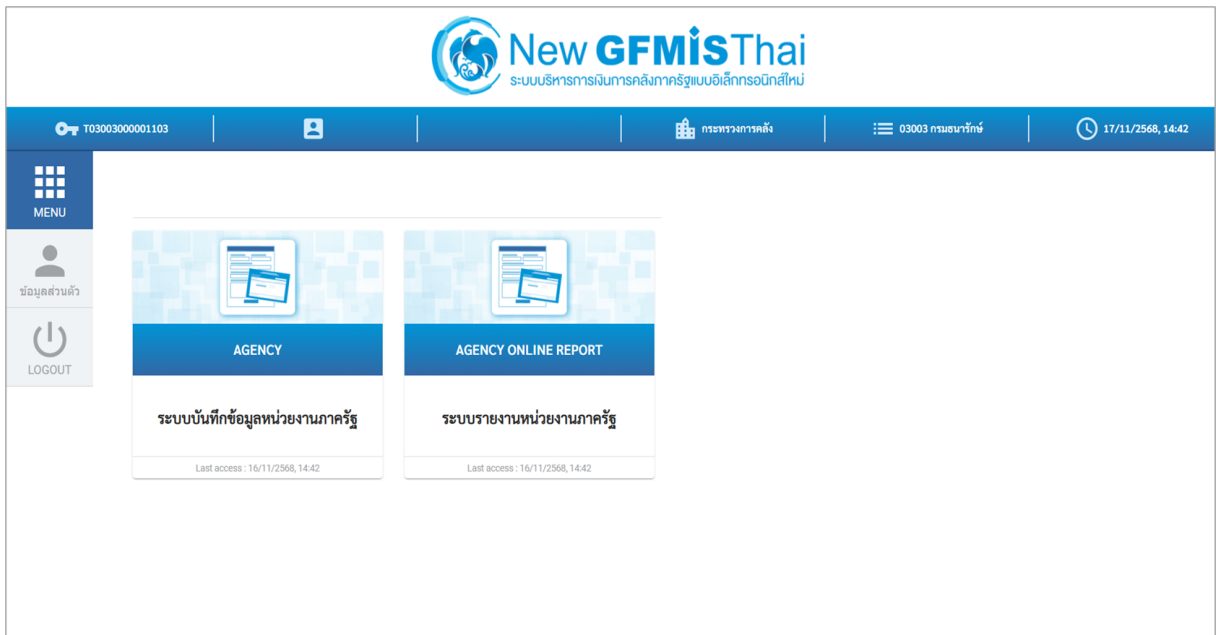 New GFMISThai
ระบบบริหารการเงินการคลังภาครัฐแบบอิเล็กทรอนิกส์ใหม่
T03003000001103
กระทรวงการคลัง
03003 กรมธนารักษ์
17/11/2568, 14:42
MENU
ข้อมูลส่วนตัว
LOGOUT
AGENCY
ระบบบันทึกข้อมูลหน่วยงานภาครัฐ
Last access : 16/11/2568, 14:42
AGENCY ONLINE REPORT
ระบบรายงานหน่วยงานภาครัฐ
Last access : 16/11/2568, 14:42